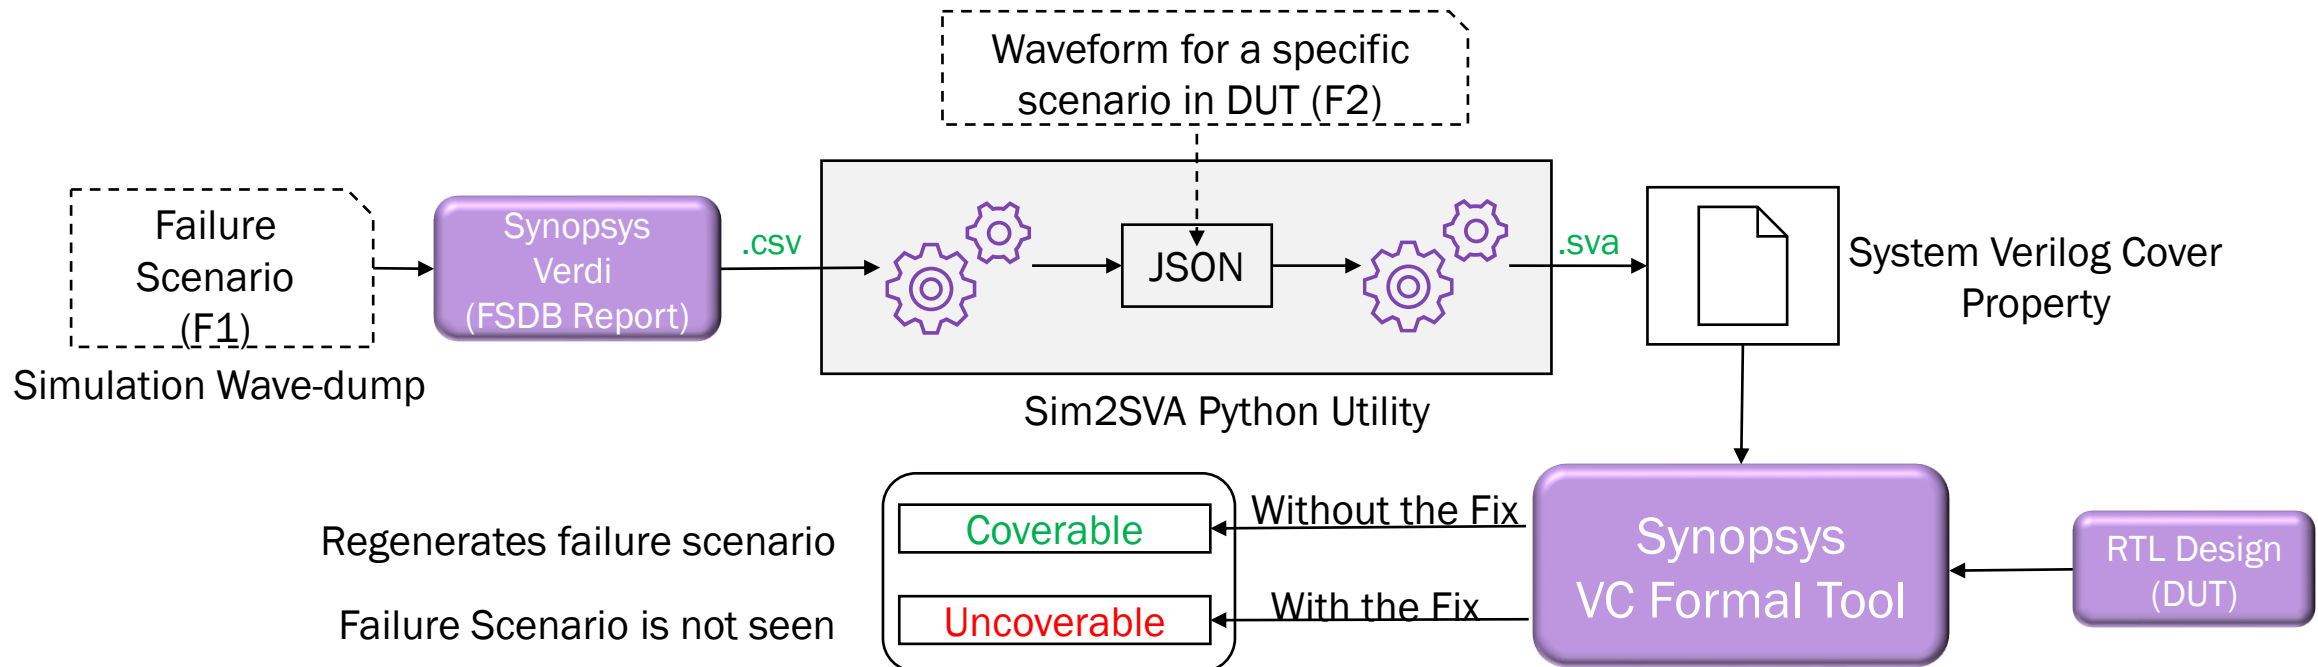 Waveform for a specific
scenario in DUT (F2)
Failure
Scenario
(F1)
Simulation Wave-dump
Synopsys
Verdi
(FSDB Report)
.csv
JSON
.sva
Sim2SVA Python Utility
System Verilog Cover
Property
Regenerates failure scenario
Coverable
Without the Fix
Failure Scenario is not seen
Uncoverable
With the Fix
Synopsys
VC Formal Tool
RTL Design
(DUT)